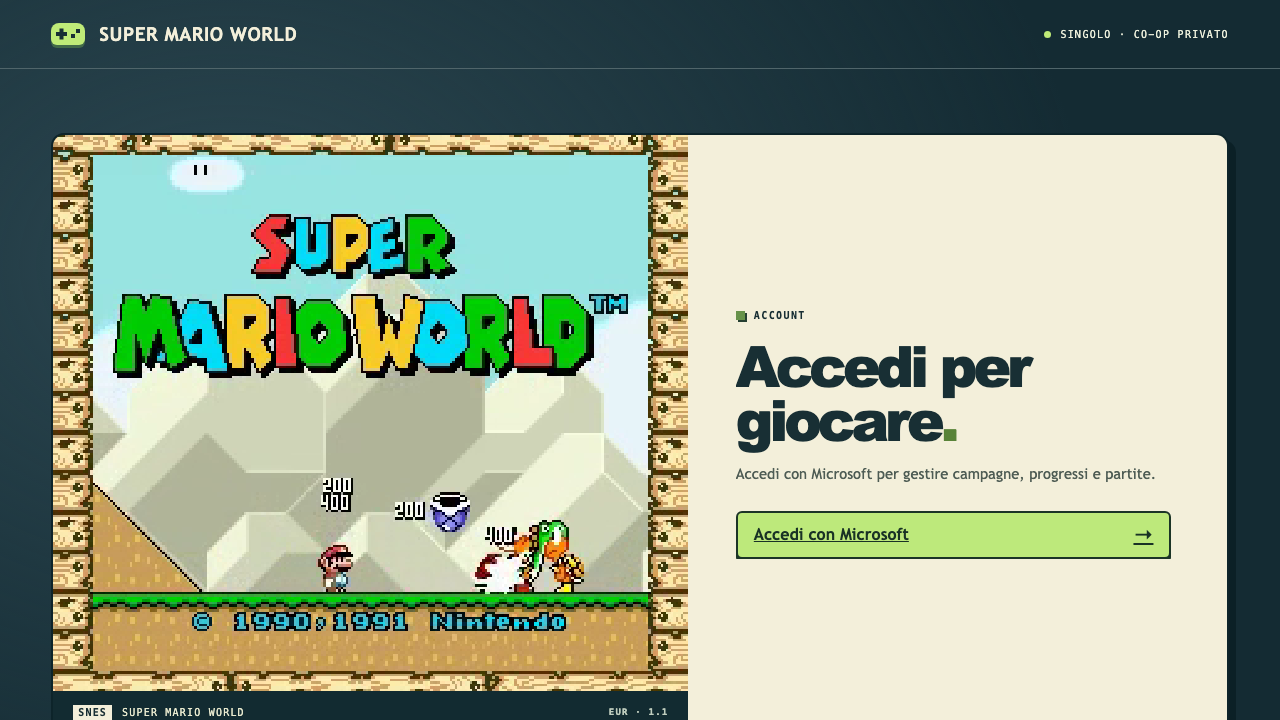 SUPER MARIO WORLD
SINGOLO · CO-OP PRIVATO
SUPER
MARIO WORLD™
200
400
200
400
© 1990,1991 Nintendo
SNES SUPER MARIO WORLD
EUR · 1.1
ACCOUNT
Accedi per
giocare.
Accedi con Microsoft per gestire campagne, progressi e partite.
Accedi con Microsoft →